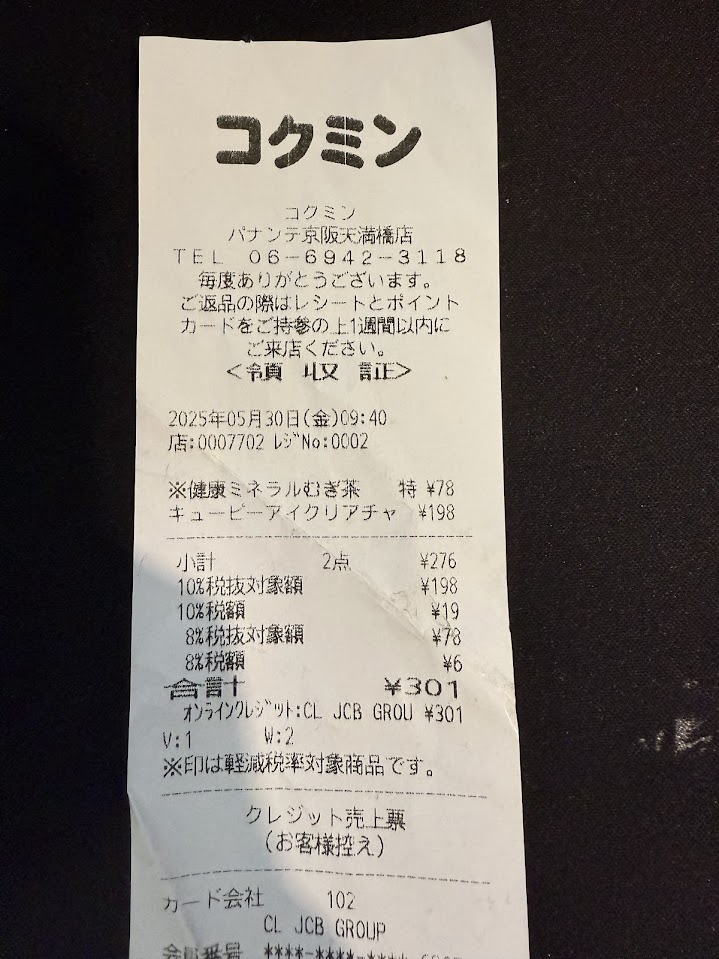 コクミン
コクミン
パナンテ京阪天満橋店
TEL 06-6942-3118
毎度ありがとうございます。
ご返品の際はレシートとポイント
カードをご持参の上1週間以内に
ご来店ください。
<領 収 証>
2025年05月30日(金)09:40
店:0007702 レジNo:0002
※健康ミネラルむぎ茶 特 ¥78
キューピーアイクリアチャ ¥198
小計 2点 ¥276
10%税抜対象額 ¥198
10%税額 ¥19
8%税抜対象額 ¥78
8%税額 ¥6
合計 ¥301
オンラインクレジット:CL JCB GROU ¥301
V:1 W:2
※印は軽減税率対象商品です。
クレジット売上票
(お客様控え)
カード会社 102
CL JCB GROUP
会員番号 ****-****-****-